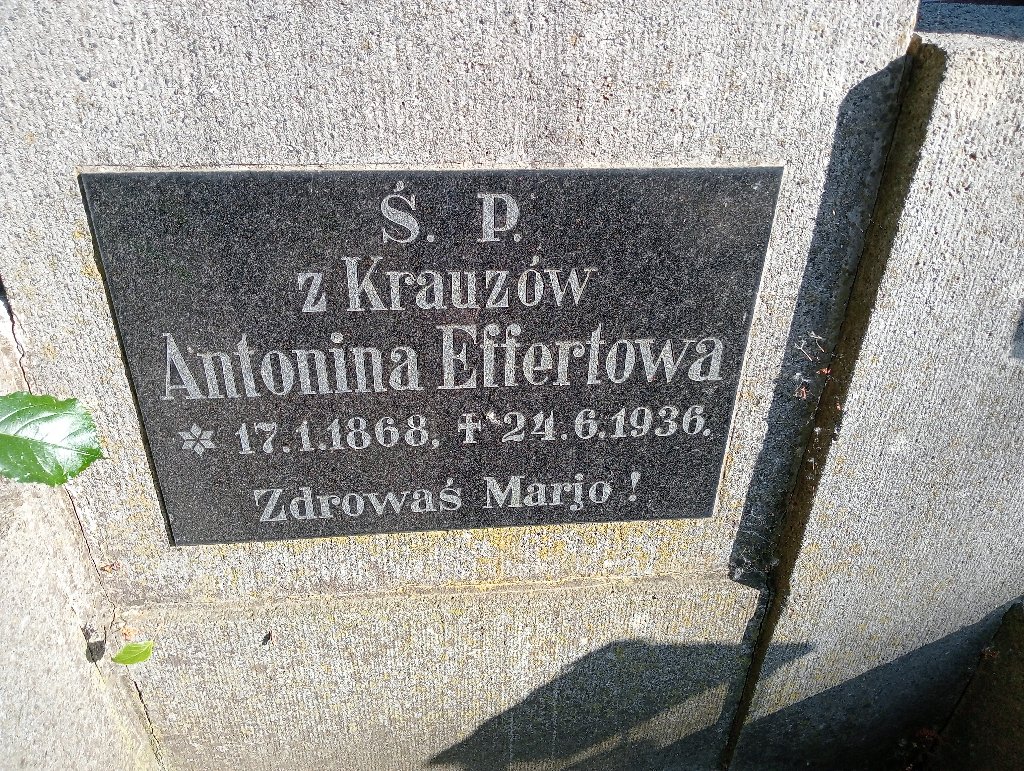 Ś. P.
z Krauzów
Antonina Effertowa
* 17.1.1868, † 24.6.1936.
Zdrowaś Marjo!